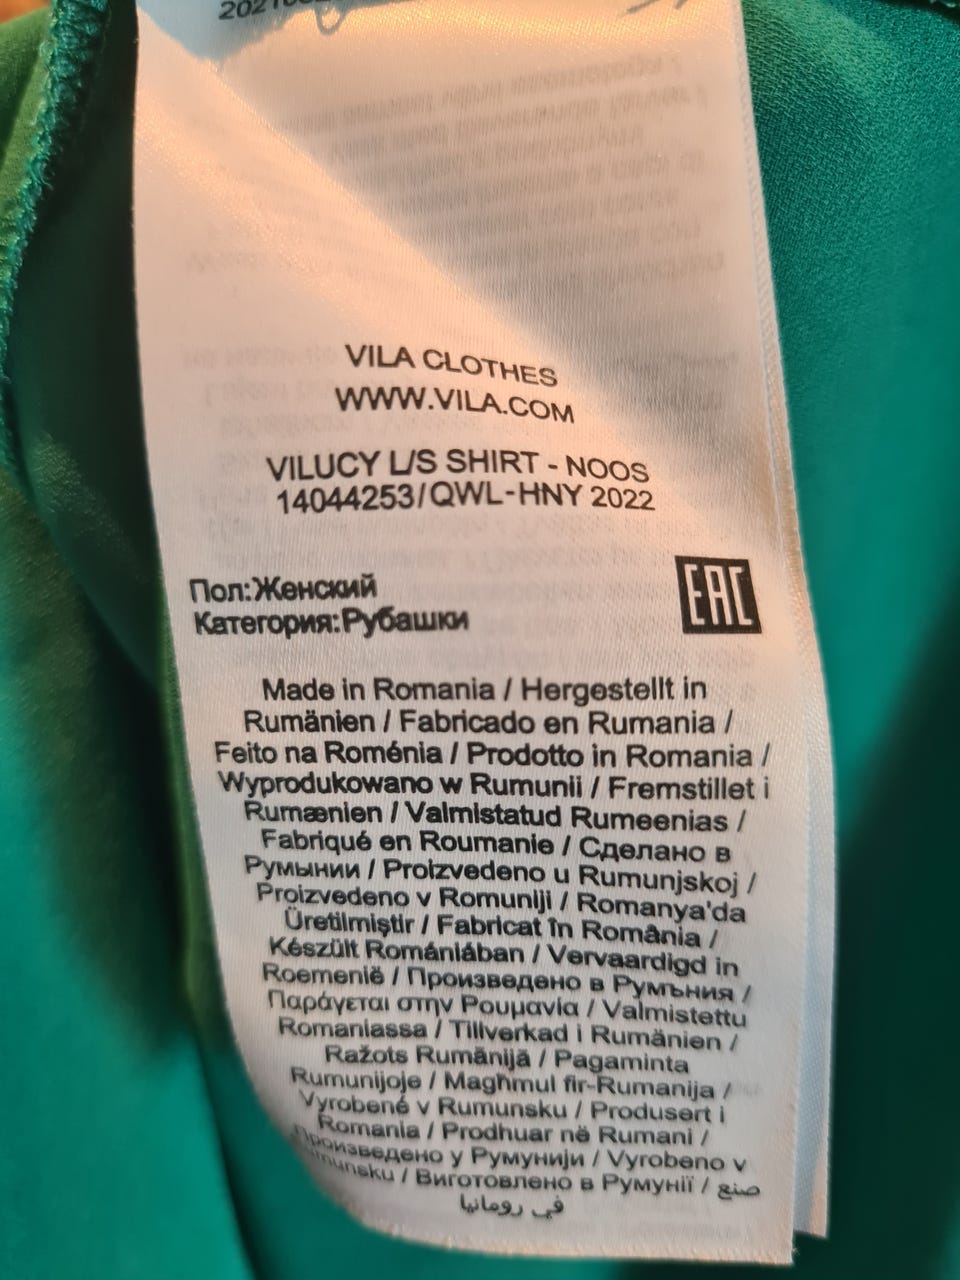 VILA CLOTHES
WWW.VILA.COM
VILUCY L/S SHIRT - NOOS
14044253/QWL-HNY 2022
Пол:Женский
Категория:Рубашки
EAC
Made in Romania / Hergestellt in
Rumänien / Fabricado en Rumania /
Feito na Roménia / Prodotto in Romania /
Wyprodukowano w Rumunii / Fremstillet i
Rumænien / Valmistatud Rumeenias /
Fabriqué en Roumanie / Сделано в
Румынии / Proizvedeno u Rumunjskoj /
Proizvedeno v Romuniji / Romanya'da
Üretilmiştir / Fabricat în România /
Készült Romániában / Vervaardigd in
Roemenië / Произведено в Румъния /
Παράγεται στην Ρουμανία / Valmistettu
Romaniassa / Tillverkad i Rumänien /
Ražots Rumānijā / Pagaminta
Rumunijoje / Magħmul fir-Rumanija /
Vyrobené v Rumunsku / Produsert i
Romania / Prodhuar në Rumani /
Произведено у Румунији / Vyrobeno v
Rumunsku / Виготовлено в Румунії / صنع
في رومانيا